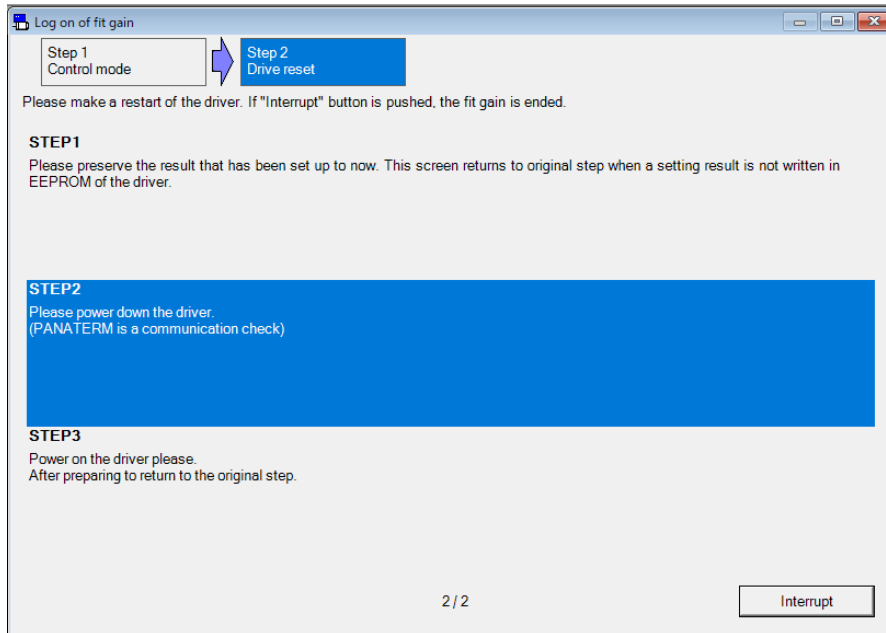 Log on of fit gain
Step 1
Control mode
Step 2
Drive reset
Please make a restart of the driver. If "Interrupt" button is pushed, the fit gain is ended.
STEP1
Please preserve the result that has been set up to now. This screen returns to original step when a setting result is not written in
EEPROM of the driver.
STEP2
Please power down the driver.
(PANATERM is a communication check)
STEP3
Power on the driver please.
After preparing to return to the original step.
2 / 2
Interrupt